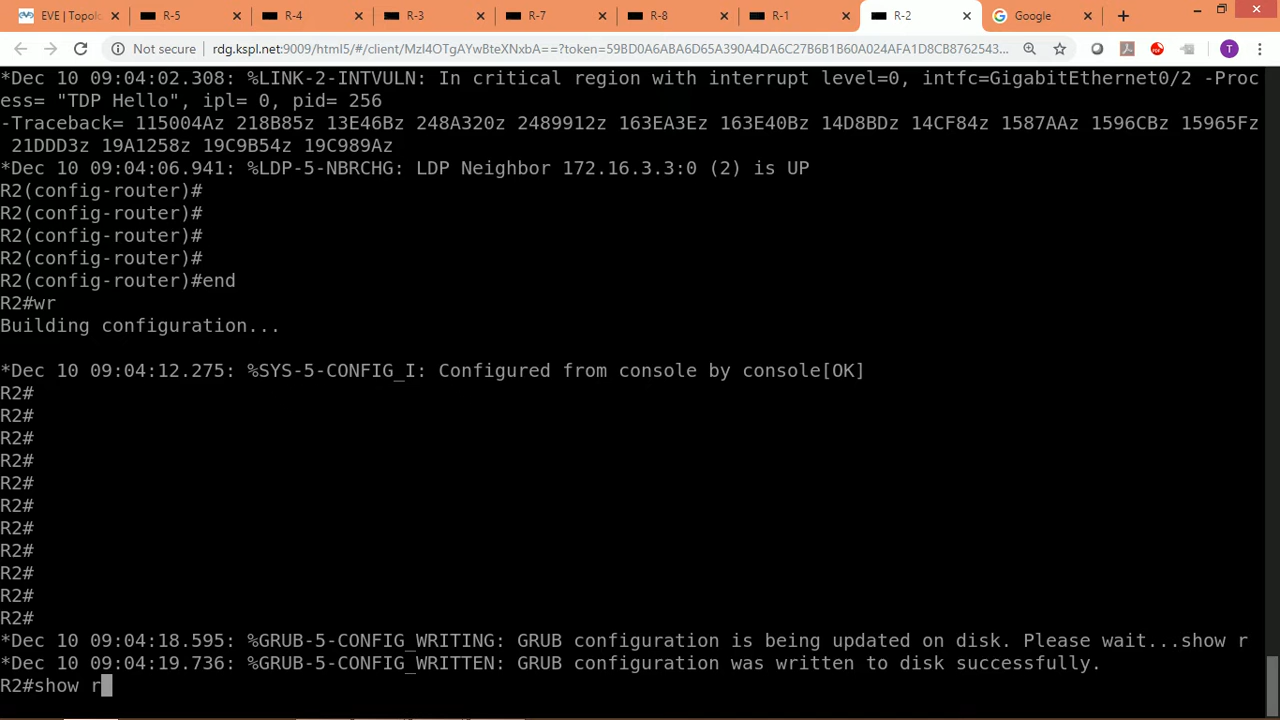 EVE | Topolo
R-5
R-4
R-3
R-7
R-8
R-1
R-2
Google
Not secure
rdg.kspl.net:9009/html5/#/client/MzI4OTgAYwBteXNxbA==?token=59BD0A6ABA6D65A390A4DA6C27B6B1B60A024AFA1D8CB8762543...
T
*Dec 10 09:04:02.308: %LINK-2-INTVULN: In critical region with interrupt level=0, intfc=GigabitEthernet0/2 -Proc
ess= "TDP Hello", ipl= 0, pid= 256
-Traceback= 115004Az 218B85z 13E46Bz 248A320z 2489912z 163EA3Ez 163E40Bz 14D8BDz 14CF84z 1587AAz 1596CBz 15965Fz
21DDD3z 19A1258z 19C9B54z 19C989Az
*Dec 10 09:04:06.941: %LDP-5-NBRCHG: LDP Neighbor 172.16.3.3:0 (2) is UP
R2(config-router)#
R2(config-router)#
R2(config-router)#
R2(config-router)#
R2(config-router)#end
R2#wr
Building configuration...
*Dec 10 09:04:12.275: %SYS-5-CONFIG_I: Configured from console by console[OK]
R2#
R2#
R2#
R2#
R2#
R2#
R2#
R2#
R2#
R2#
R2#
*Dec 10 09:04:18.595: %GRUB-5-CONFIG_WRITING: GRUB configuration is being updated on disk. Please wait...show r
*Dec 10 09:04:19.736: %GRUB-5-CONFIG_WRITTEN: GRUB configuration was written to disk successfully.
R2#show r